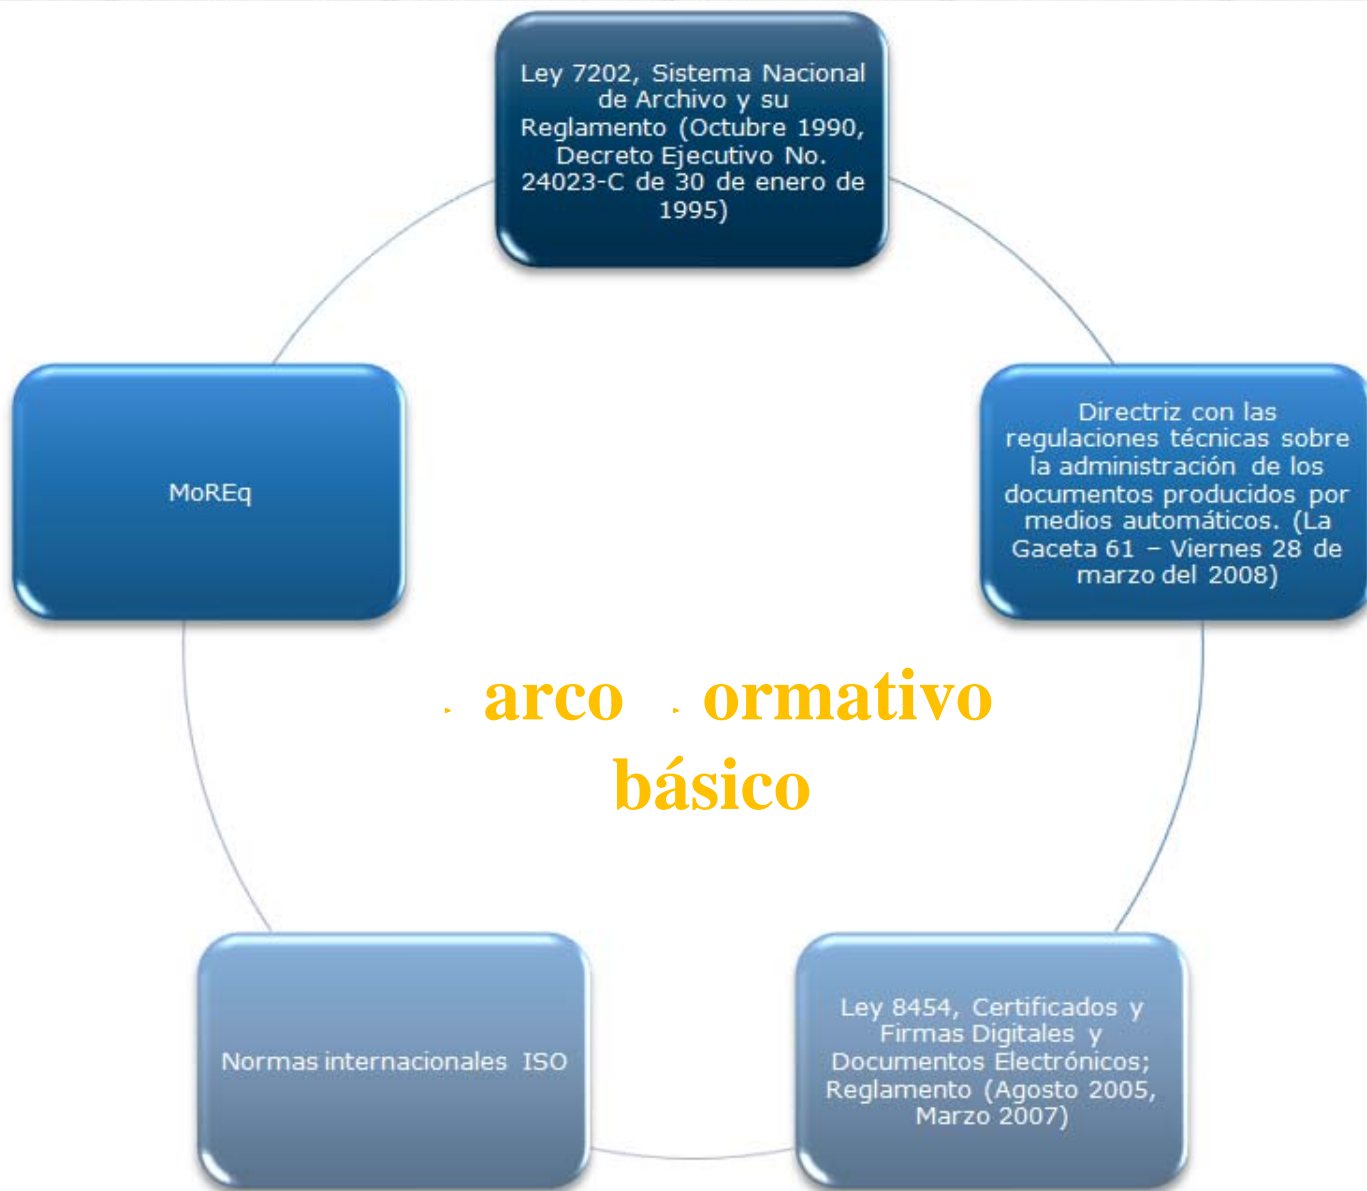 Ley 7202, Sistema Nacional
de Archivo y su
Reglamento (Octubre 1990,
Decreto Ejecutivo No.
24023-C de 30 de enero de
1995)
Directriz con las
regulaciones técnicas sobre
la administración de los
documentos producidos por
medios automáticos. (La
Gaceta 61 – Viernes 28 de
marzo del 2008)
MoREq
arco ormativo
básico
Ley 8454, Certificados y
Firmas Digitales y
Documentos Electrónicos;
Reglamento (Agosto 2005,
Marzo 2007)
Normas internacionales ISO